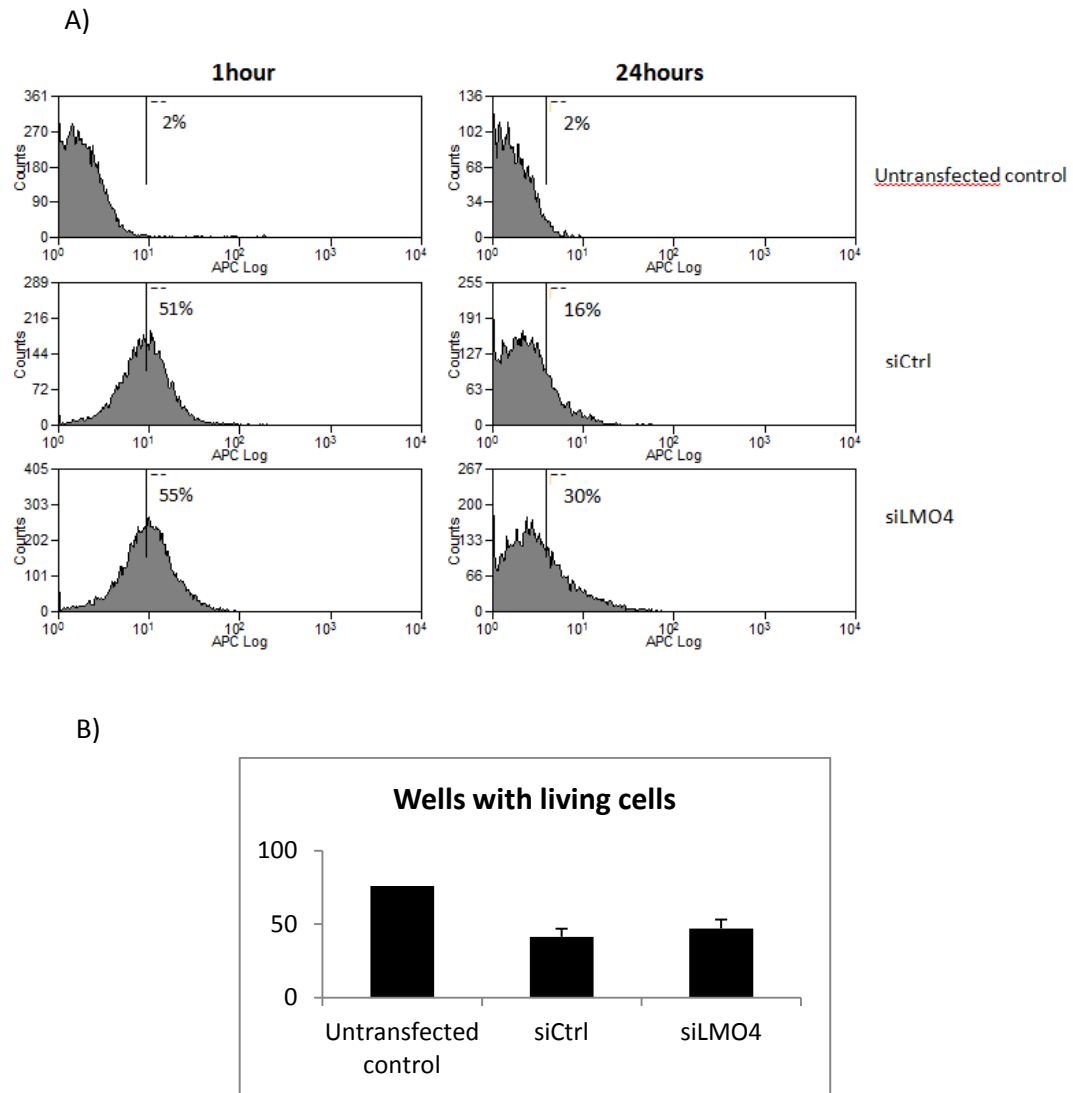 A)
1hour
24hours
361
270
180
90
0
Counts
2%
10⁰ 10¹ 10² 10³ 10⁴
APC Log
136
102
68
34
0
Counts
2%
10⁰ 10¹ 10² 10³ 10⁴
APC Log
Untransfected control
289
216
144
72
0
Counts
51%
10⁰ 10¹ 10² 10³ 10⁴
APC Log
255
191
127
63
0
Counts
16%
10⁰ 10¹ 10² 10³ 10⁴
APC Log
siCtrl
405
303
202
101
0
Counts
55%
10⁰ 10¹ 10² 10³ 10⁴
APC Log
267
200
133
66
0
Counts
30%
10⁰ 10¹ 10² 10³ 10⁴
APC Log
siLMO4
B)
Wells with living cells
100
50
0
Untransfected
control
siCtrl
siLMO4